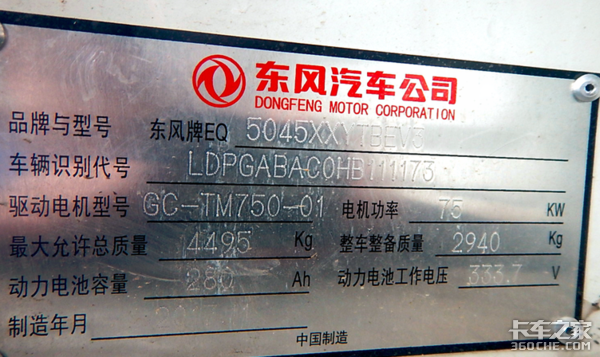 东风汽车公司
DONGFENG MOTOR CORPORATION
品牌与型号 东风牌EQ 5045XXYTBEV5
车辆识别代号 LDPGABAC0HB111173
驱动电机型号 GC-TM750-01 电机功率 75 KW
最大允许总质量 4495 Kg 整车整备质量 2940 Kg
动力电池容量 280 Ah 动力电池工作电压 333.7 V
制造年月
中国制造
卡车之家
360che.com